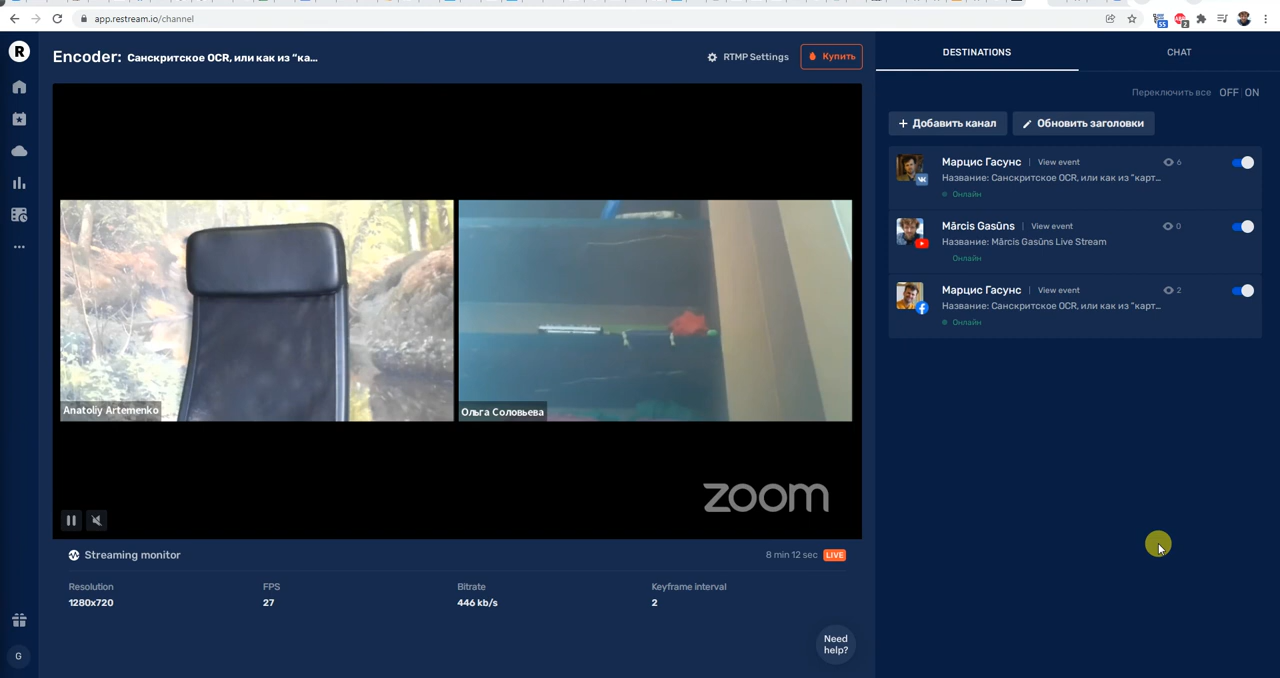 app.restream.io/channel
55
2
R
Encoder: Санскритское OCR, или как из “ка...
RTMP Settings
Купить
DESTINATIONS
CHAT
Переключить все OFF ON
+ Добавить канал
Обновить заголовки
Марцис Гасунс | View event
6
Название: Санскритское OCR, или как из “карт...
Онлайн
Mārcis Gasūns | View event
0
Название: Mārcis Gasūns Live Stream
Онлайн
Марцис Гасунс | View event
2
Название: Санскритское OCR, или как из “карт...
Онлайн
Anatoliy Artemenko
Ольга Соловьева
zoom
Streaming monitor
8 min 12 sec LIVE
Resolution
FPS
Bitrate
Keyframe interval
1280x720
27
446 kb/s
2
Need
help?
G